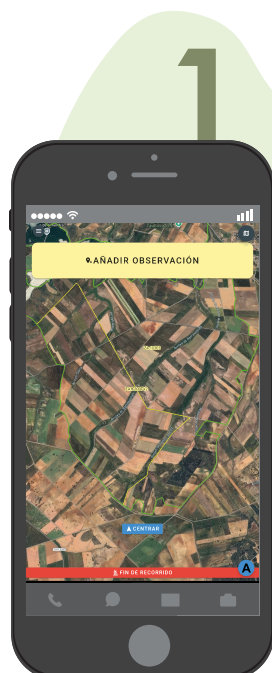 1
AÑADIR OBSERVACIÓN
CENTRAR
FIN DE RECORRIDO
A